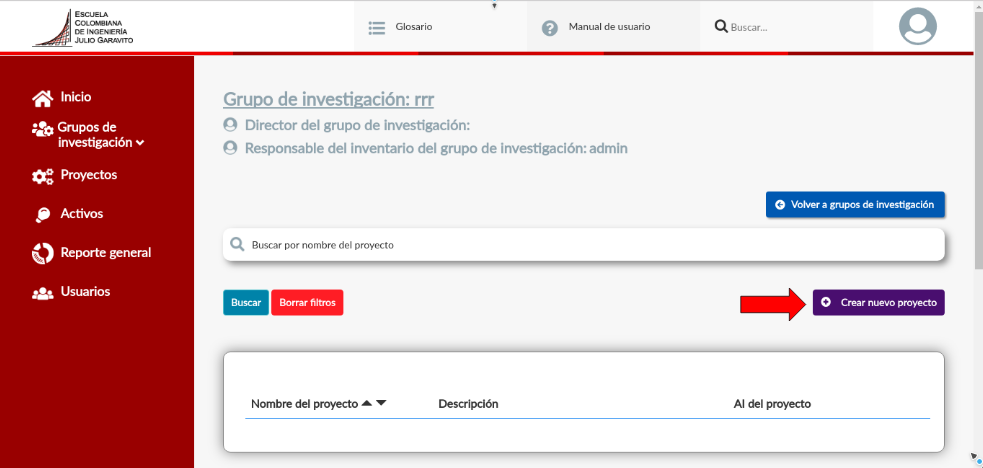 Escuela
Colombiana
de Ingeniería
Julio Garavito
Glosario
Manual de usuario
Buscar...
Inicio
Grupos de
investigación
Proyectos
Activos
Reporte general
Usuarios
Grupo de investigación: rrr
Director del grupo de investigación:
Responsable del inventario del grupo de investigación: admin
Volver a grupos de investigación
Buscar por nombre del proyecto
Buscar
Borrar filtros
Crear nuevo proyecto
Nombre del proyecto
Descripción
AI del proyecto